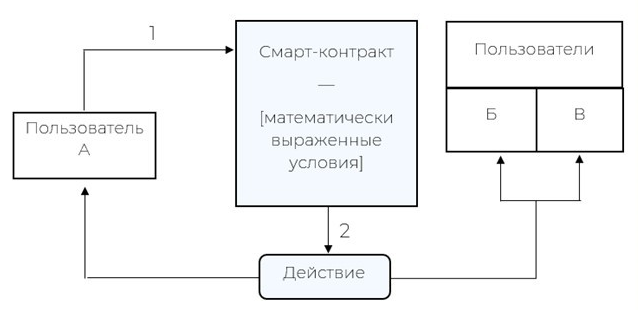 1
Смарт-контракт
—
[математически
выраженные
условия]
Пользователи
Б
В
Пользователь
А
2
Действие